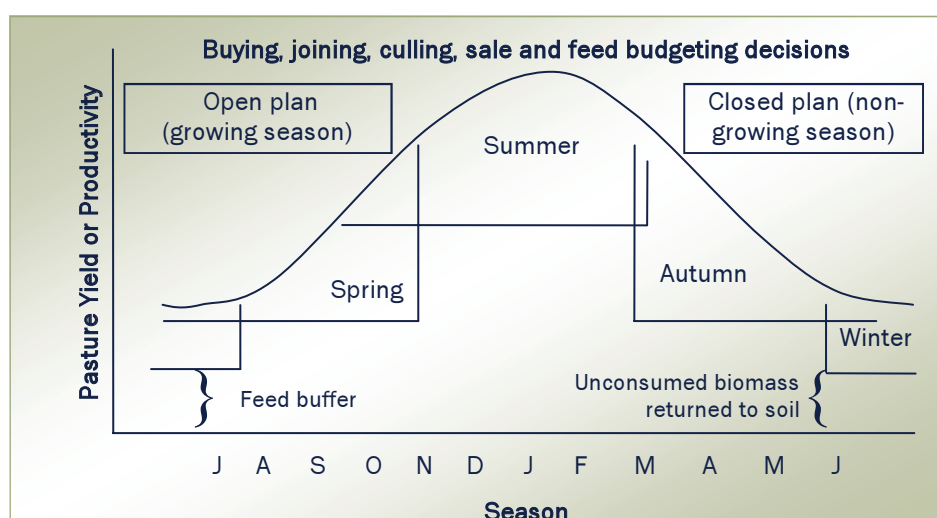 Buying, joining, culling, sale and feed budgeting decisions
Open plan
(growing season)
Closed plan (non-
growing season)
Pasture Yield or Productivity
Summer
Spring
Autumn
Winter
Feed buffer
Unconsumed biomass
returned to soil
J A S O N D J F M A M J
Season